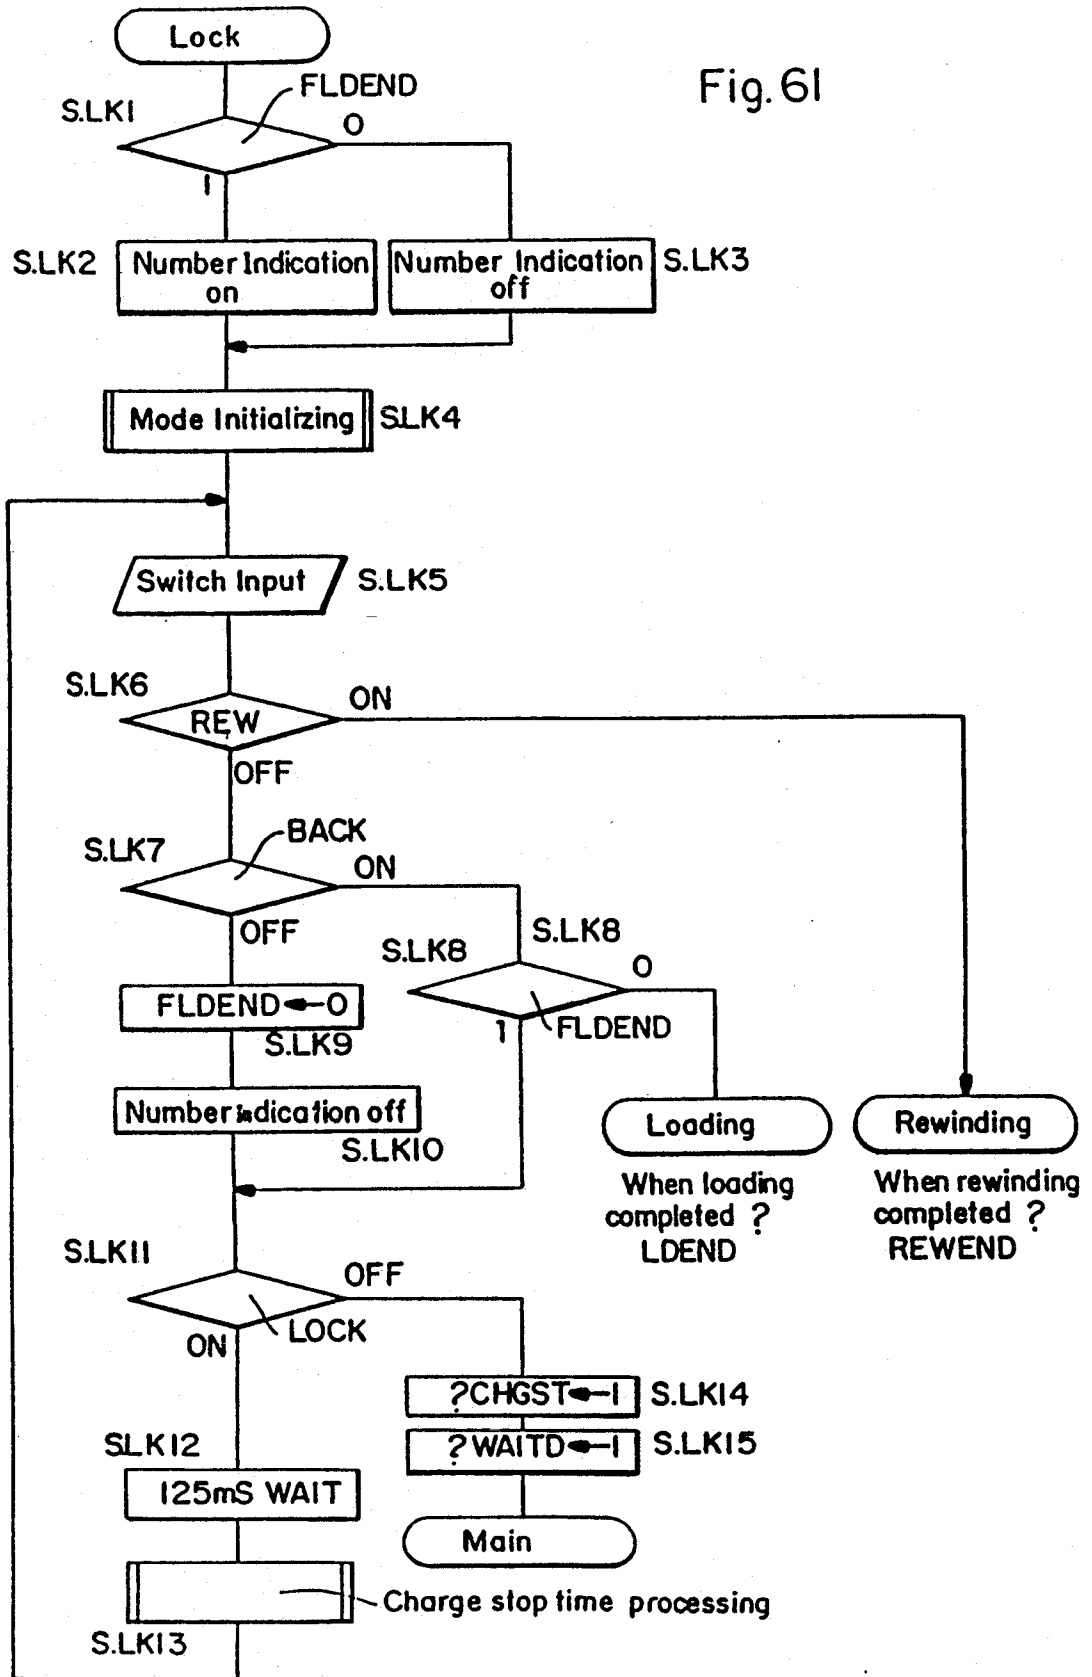 Lock
Fig. 61
FLDEND
S.LK1
0
1
S.LK2
Number Indication
on
Number Indication
off
S.LK3
Mode Initializing
S.LK4
Switch Input
S.LK5
S.LK6
REW
ON
OFF
S.LK7
BACK
ON
OFF
S.LK8
S.LK8
0
1
FLDEND
FLDEND←0
S.LK9
Number indication off
S.LK10
Loading
Rewinding
When loading
completed ?
LDEND
When rewinding
completed ?
REWEND
S.LK11
OFF
LOCK
ON
?CHGST←1
S.LK14
?WAITD←1
S.LK15
S.LK12
125mS WAIT
Main
Charge stop time processing
S.LK13